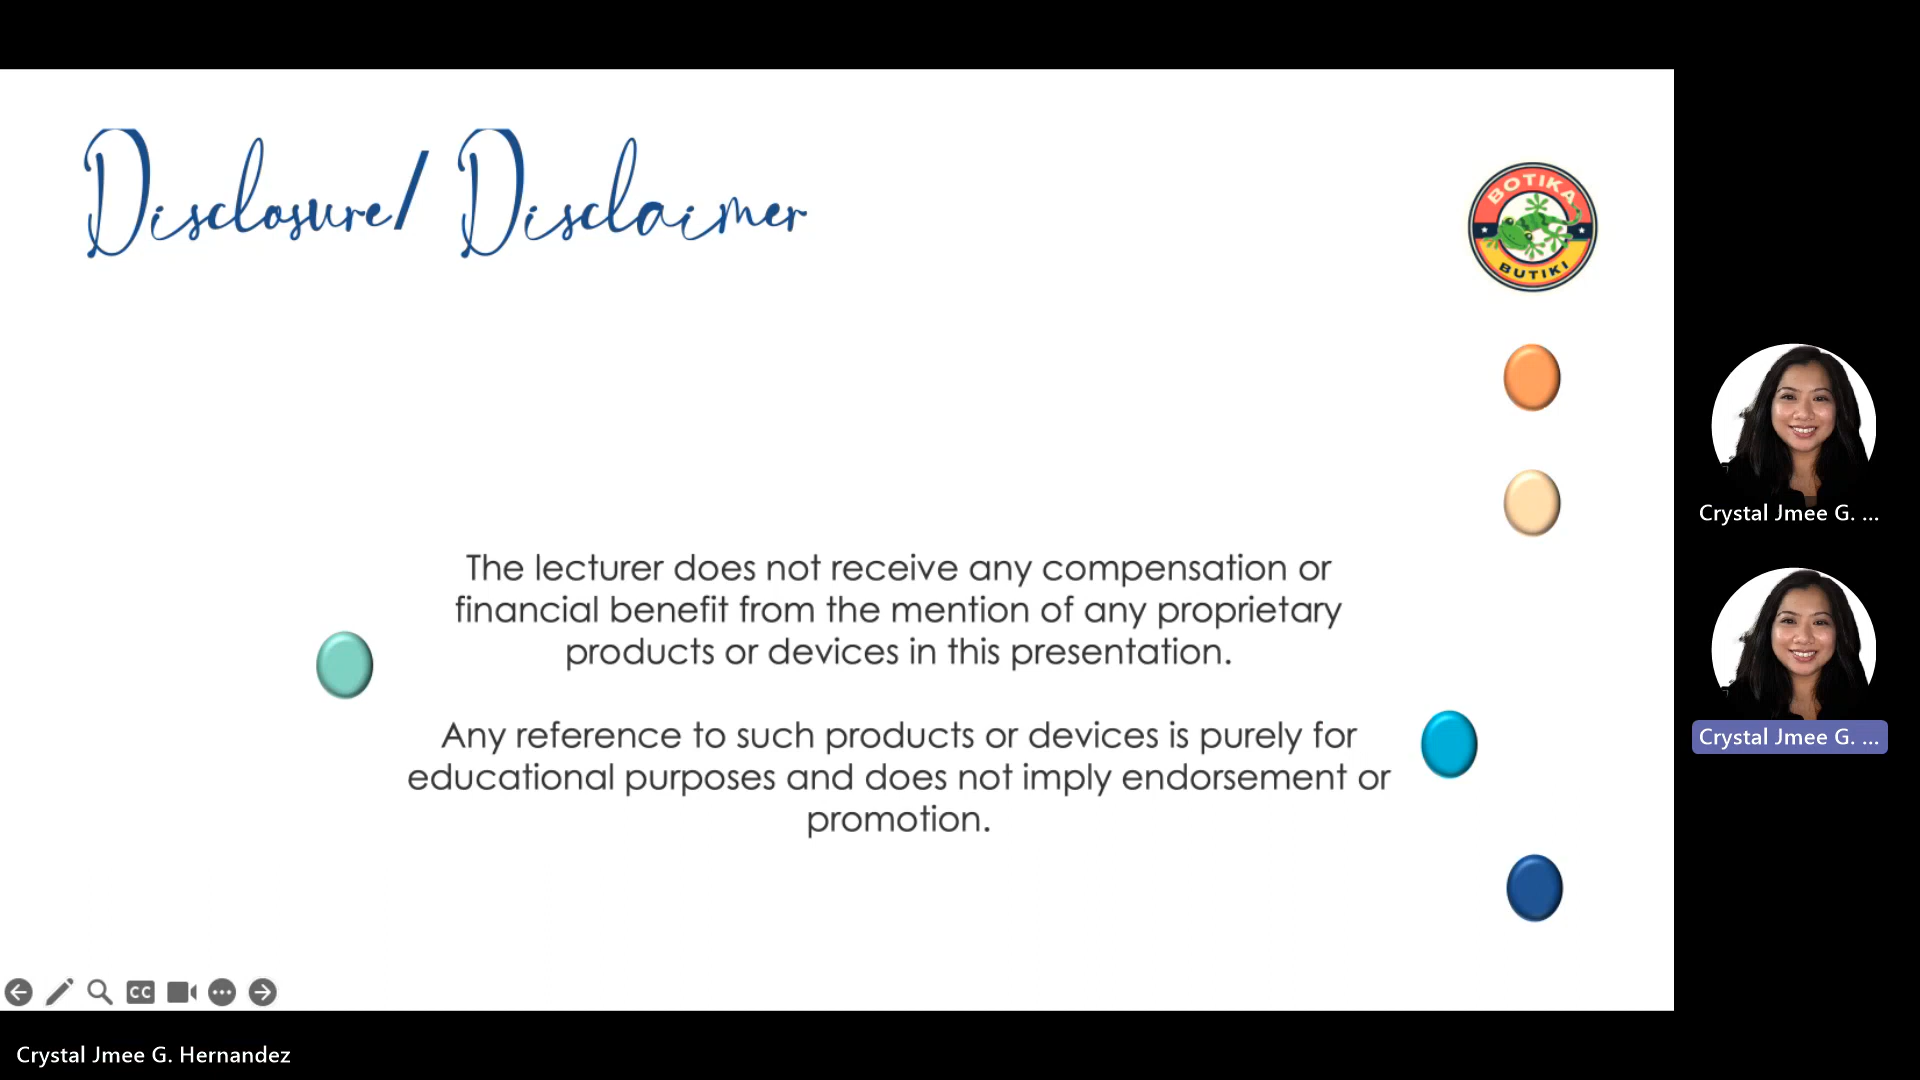 Disclosure/ Disclaimer
BOTIKA
BUTIKI
The lecturer does not receive any compensation or
financial benefit from the mention of any proprietary
products or devices in this presentation.
Any reference to such products or devices is purely for
educational purposes and does not imply endorsement or
promotion.
Crystal Jmee G. ...
Crystal Jmee G. ...
CC
Crystal Jmee G. Hernandez